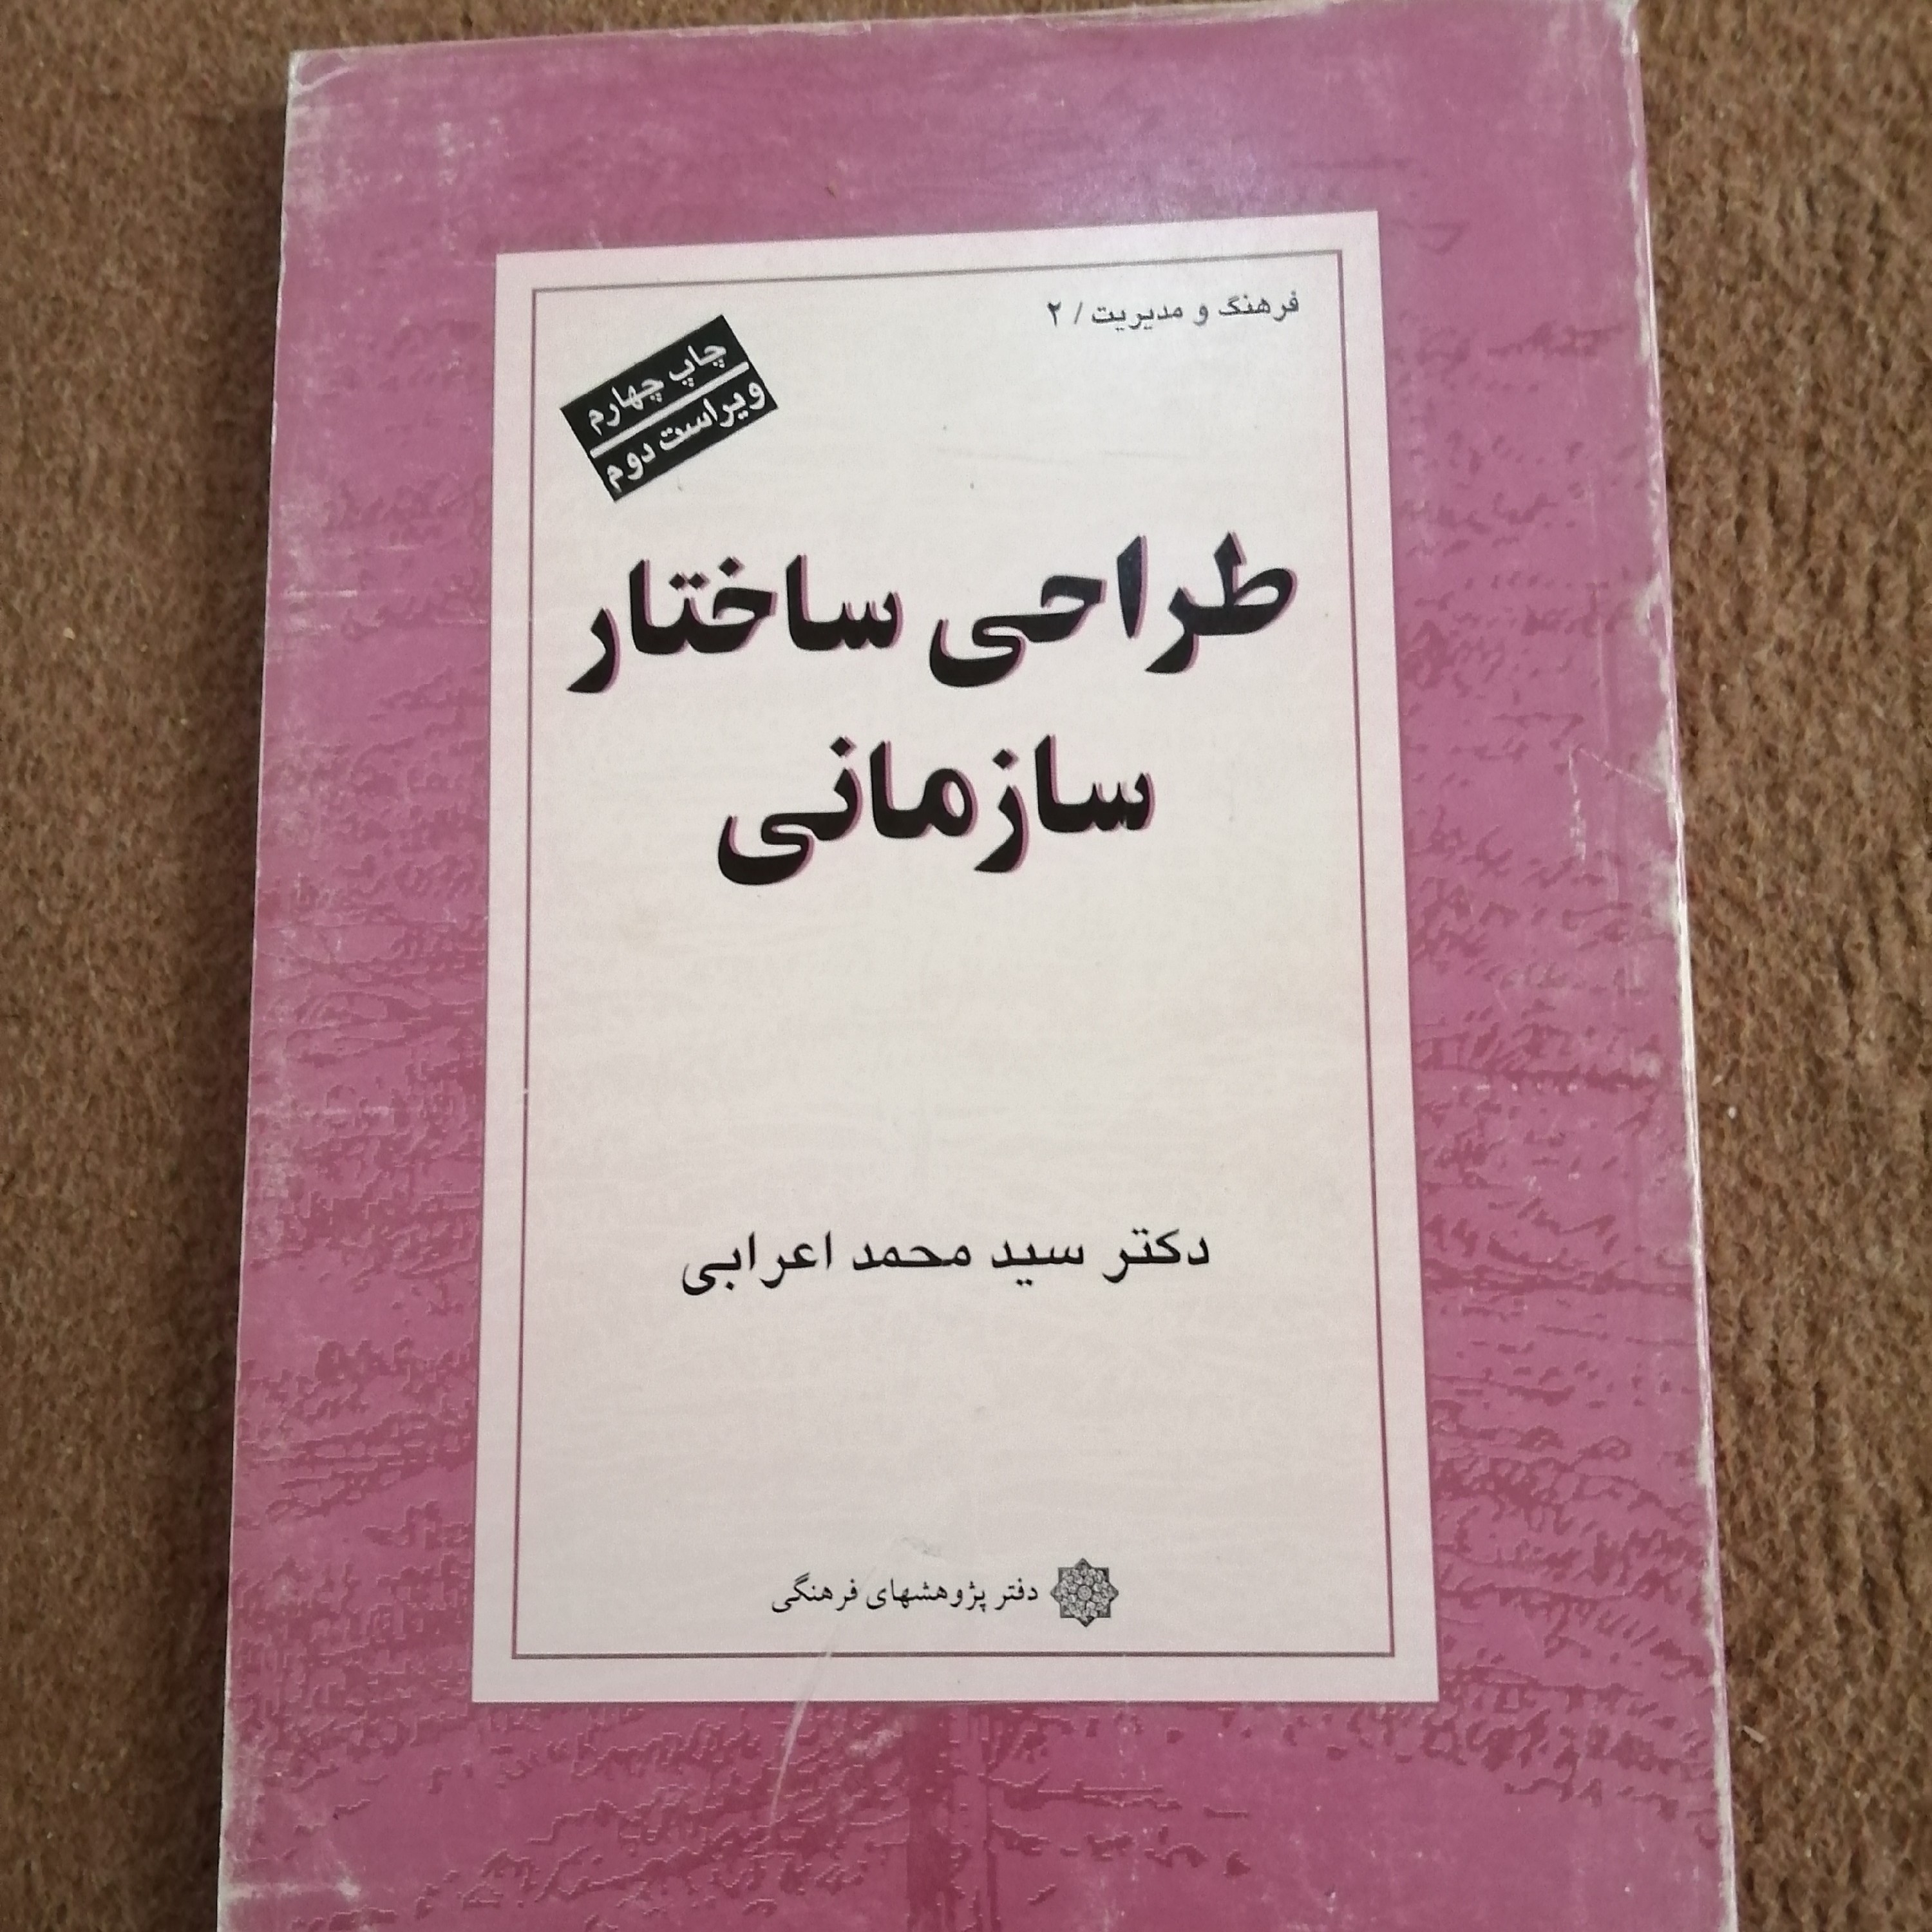 فرهنگ و مدیریت / ۲
چاپ چهارم
ویراست دوم
طراحی ساختار
سازمانی
دکتر سید محمد اعرابی
دفتر پژوهشهای فرهنگی